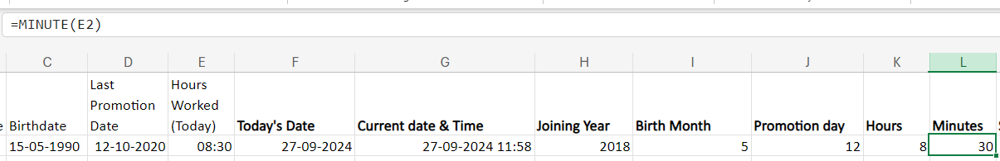 =MINUTE(E2)
C D E F G H I J K L
Last Hours
Promotion Worked
Birthdate Date (Today) Today's Date Current date & Time Joining Year Birth Month Promotion day Hours Minutes
15-05-1990 12-10-2020 08:30 27-09-2024 27-09-2024 11:58 2018 5 12 8 30